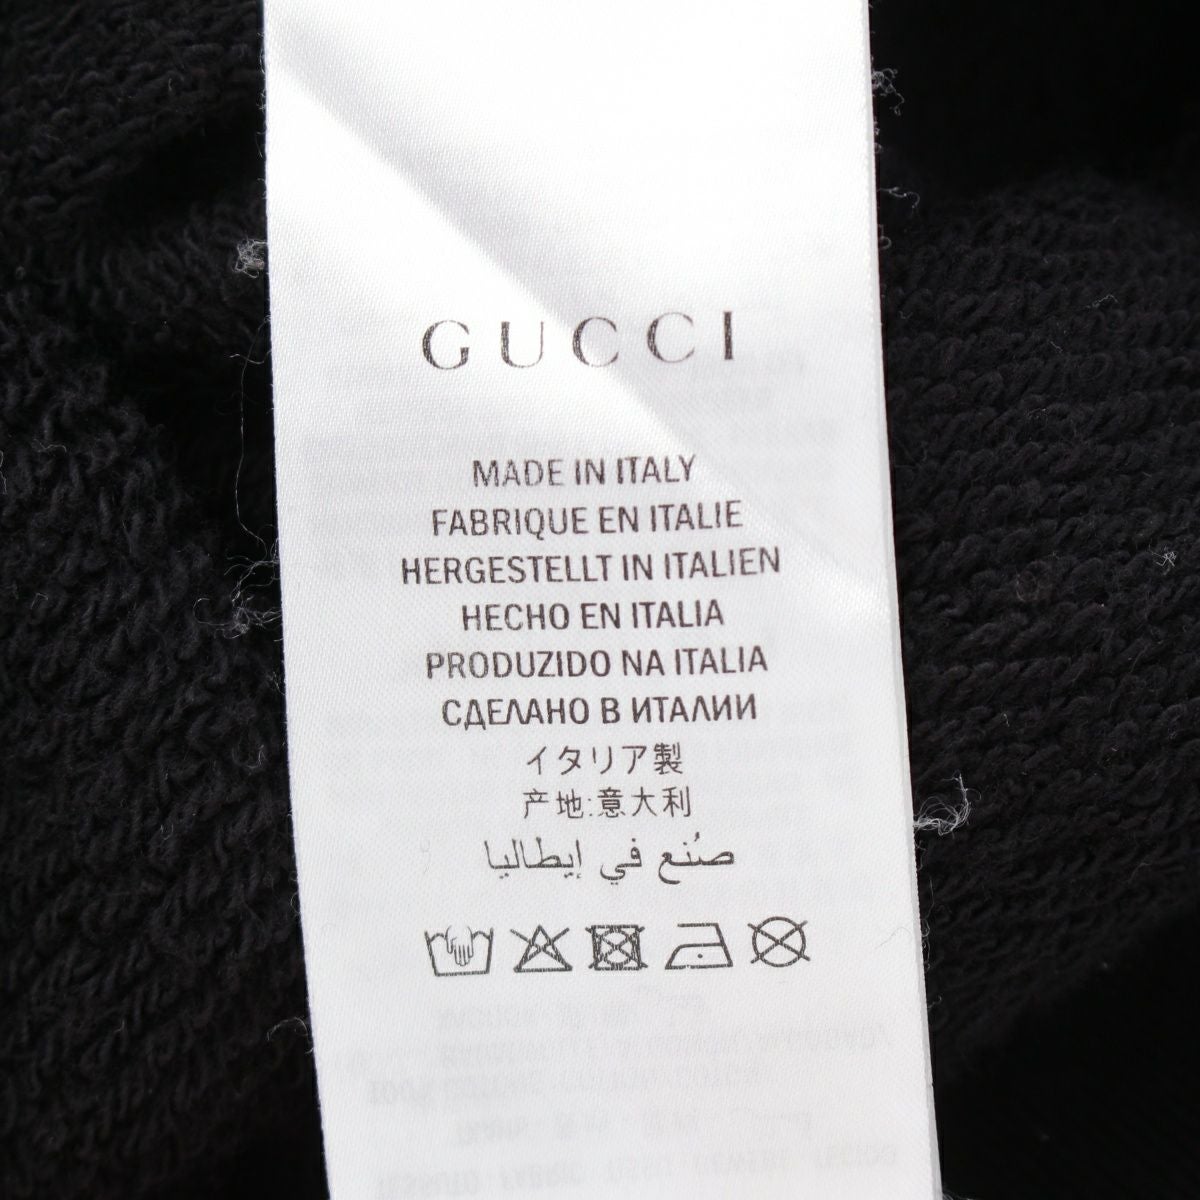 GUCCI
MADE IN ITALY
FABRIQUE EN ITALIE
HERGESTELLT IN ITALIEN
HECHO EN ITALIA
PRODUZIDO NA ITALIA
СДЕЛАНО В ИТАЛИИ
イタリア製
产地:意大利
صُنع في إيطاليا